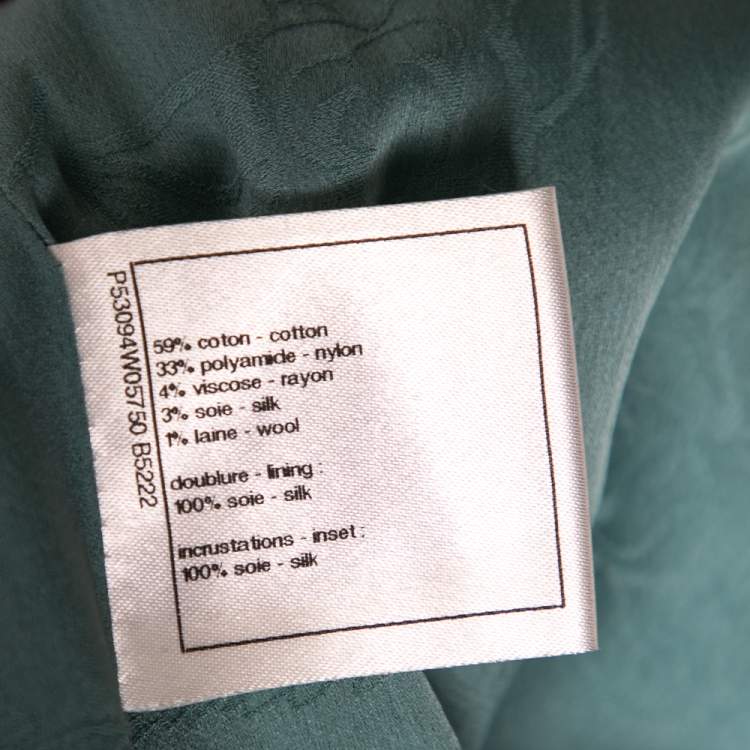 P53094W05750 B5222
59% coton - cotton
33% polyamide - nylon
4% viscose - rayon
3% soie - silk
1% laine - wool
doublure - lining :
100% soie - silk
incrustations - inset :
100% soie - silk